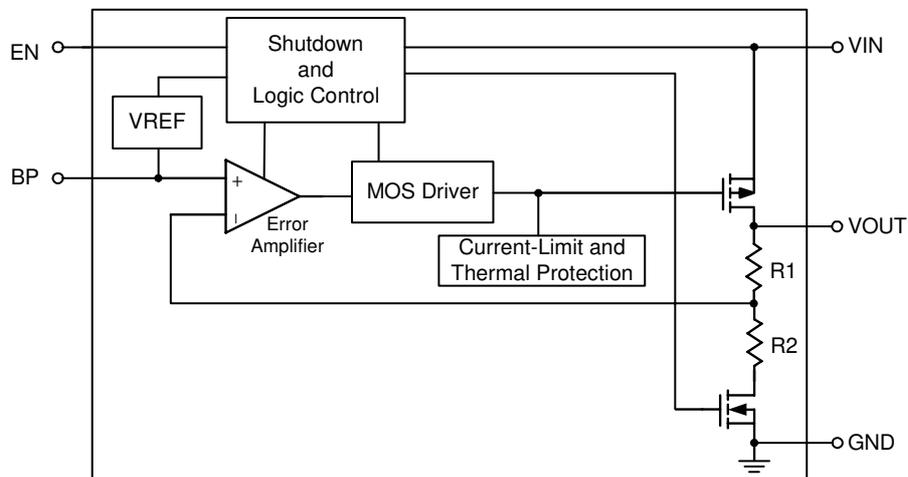 EN
Shutdown
and
Logic Control
VIN
VREF
BP
+
−
Error
Amplifier
MOS Driver
Current-Limit and
Thermal Protection
VOUT
R1
R2
GND